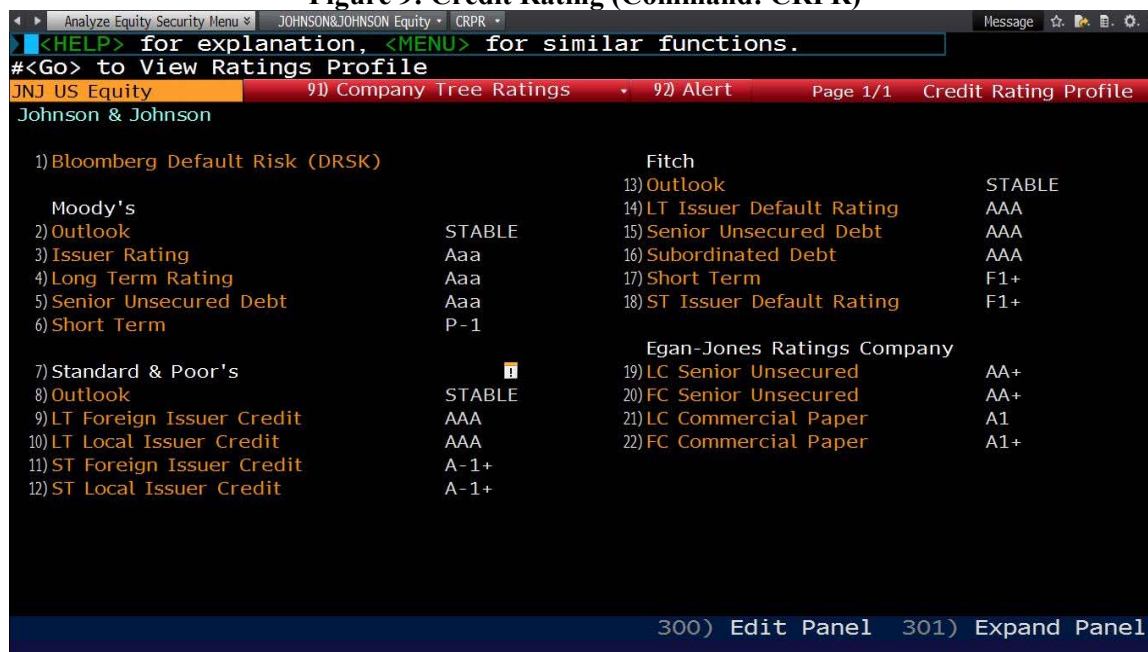 Figure 9: Credit Rating (Command: CRPR)
Analyze Equity Security Menu JOHNSON&JOHNSON Equity CRPR Message
<HELP> for explanation, <MENU> for similar functions.
#<Go> to View Ratings Profile
JNJ US Equity 91) Company Tree Ratings 92) Alert Page 1/1 Credit Rating Profile
Johnson & Johnson
1) Bloomberg Default Risk (DRSK)
Moody's
2) Outlook STABLE
3) Issuer Rating Aaa
4) Long Term Rating Aaa
5) Senior Unsecured Debt Aaa
6) Short Term P-1
7) Standard & Poor's
8) Outlook STABLE
9) LT Foreign Issuer Credit AAA
10) LT Local Issuer Credit AAA
11) ST Foreign Issuer Credit A-1+
12) ST Local Issuer Credit A-1+
Fitch
13) Outlook STABLE
14) LT Issuer Default Rating AAA
15) Senior Unsecured Debt AAA
16) Subordinated Debt AAA
17) Short Term F1+
18) ST Issuer Default Rating F1+
Egan-Jones Ratings Company
19) LC Senior Unsecured AA+
20) FC Senior Unsecured AA+
21) LC Commercial Paper A1
22) FC Commercial Paper A1+
300) Edit Panel 301) Expand Panel